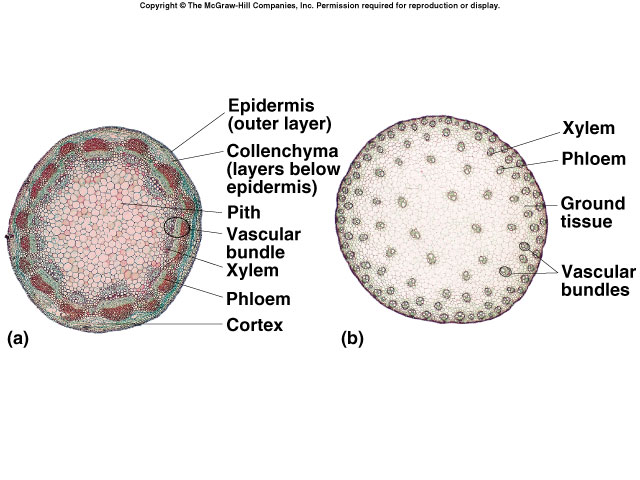 Copyright © The McGraw-Hill Companies, Inc. Permission required for reproduction or display.
Epidermis
(outer layer)
Collenchyma
(layers below
epidermis)
Pith
Vascular
bundle
Xylem
Phloem
Cortex
(a)
Xylem
Phloem
Ground
tissue
Vascular
bundles
(b)